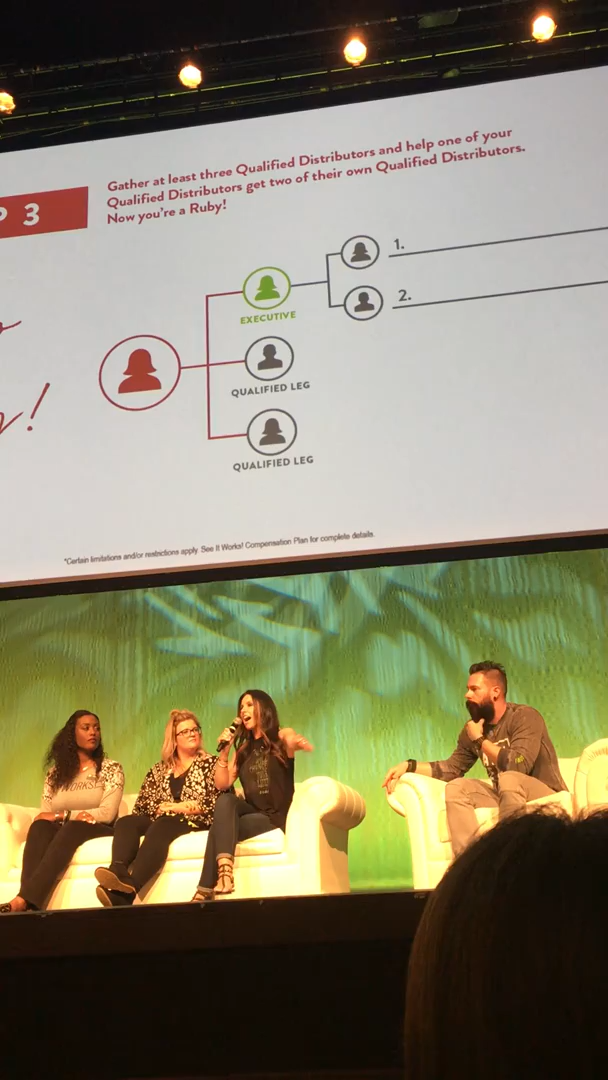 P 3
Gather at least three Qualified Distributors and help one of your
Qualified Distributors get two of their own Qualified Distributors.
Now you're a Ruby!
1.
2.
EXECUTIVE
QUALIFIED LEG
QUALIFIED LEG
*Certain limitations and/or restrictions apply. See It Works! Compensation Plan for complete details.